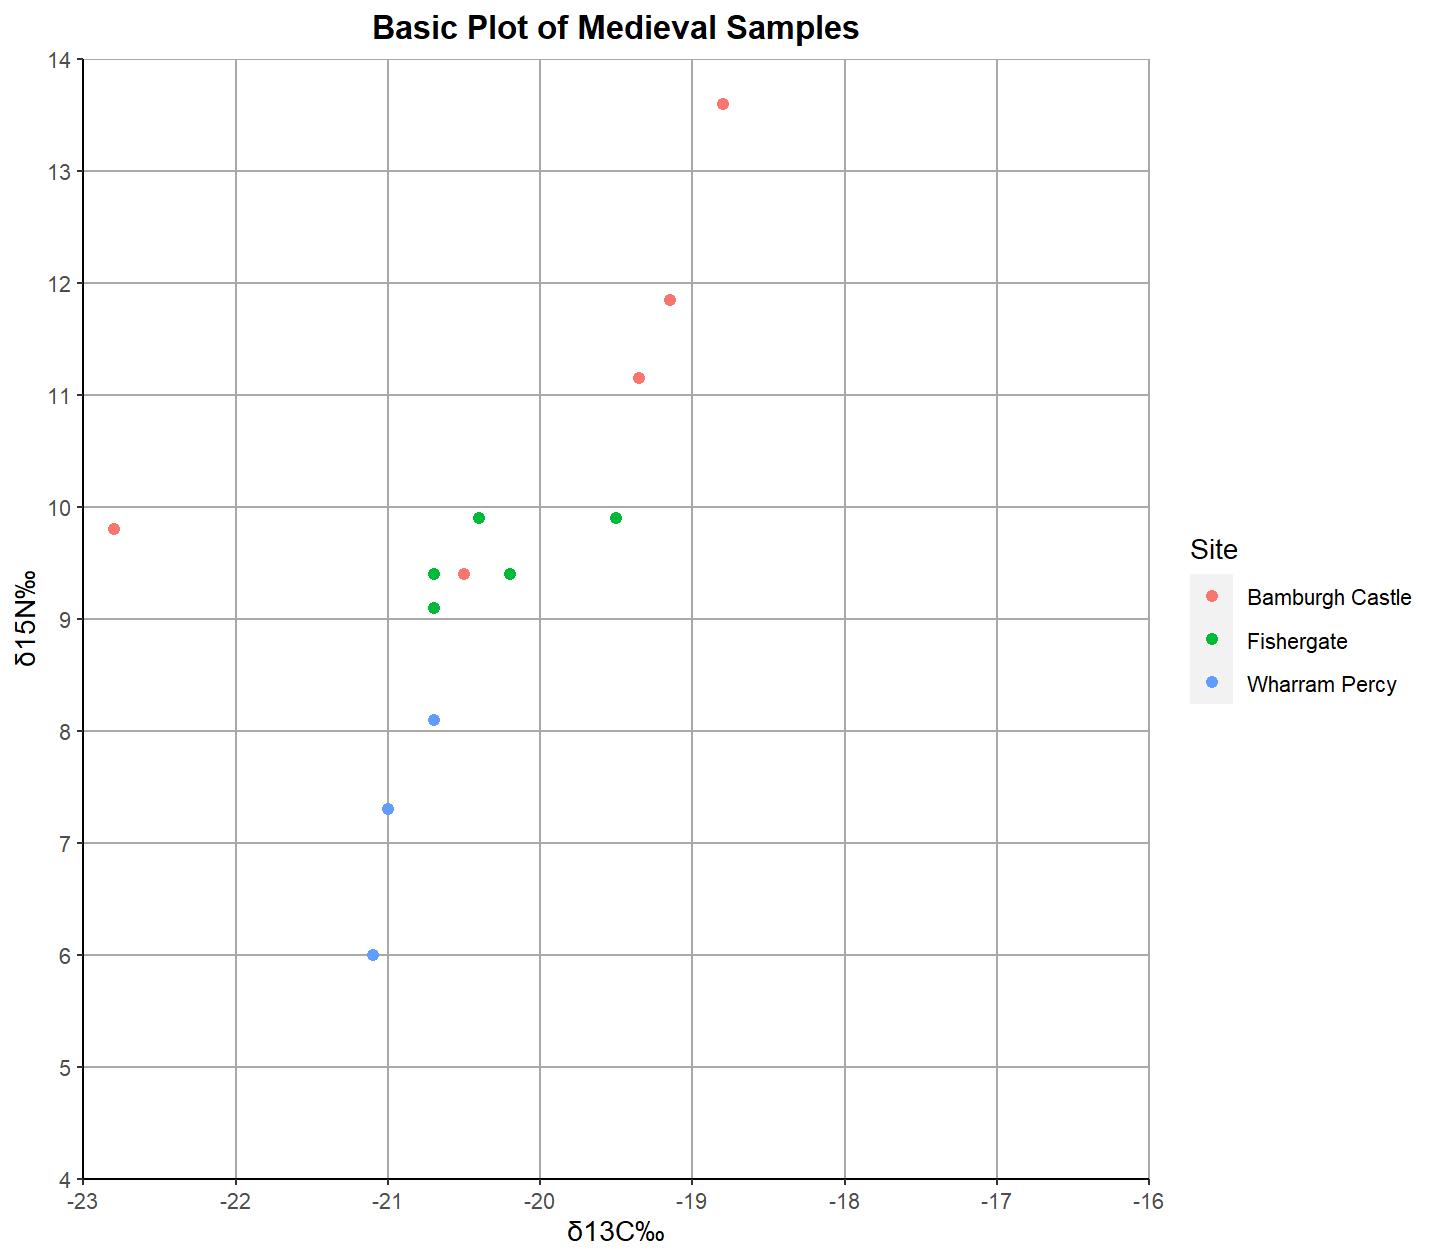 Basic Plot of Medieval Samples
14
13
12
11
10
9
8
7
6
5
4
δ15N‰
-23 -22 -21 -20 -19 -18 -17 -16
δ13C‰
Site
Bamburgh Castle
Fishergate
Wharram Percy